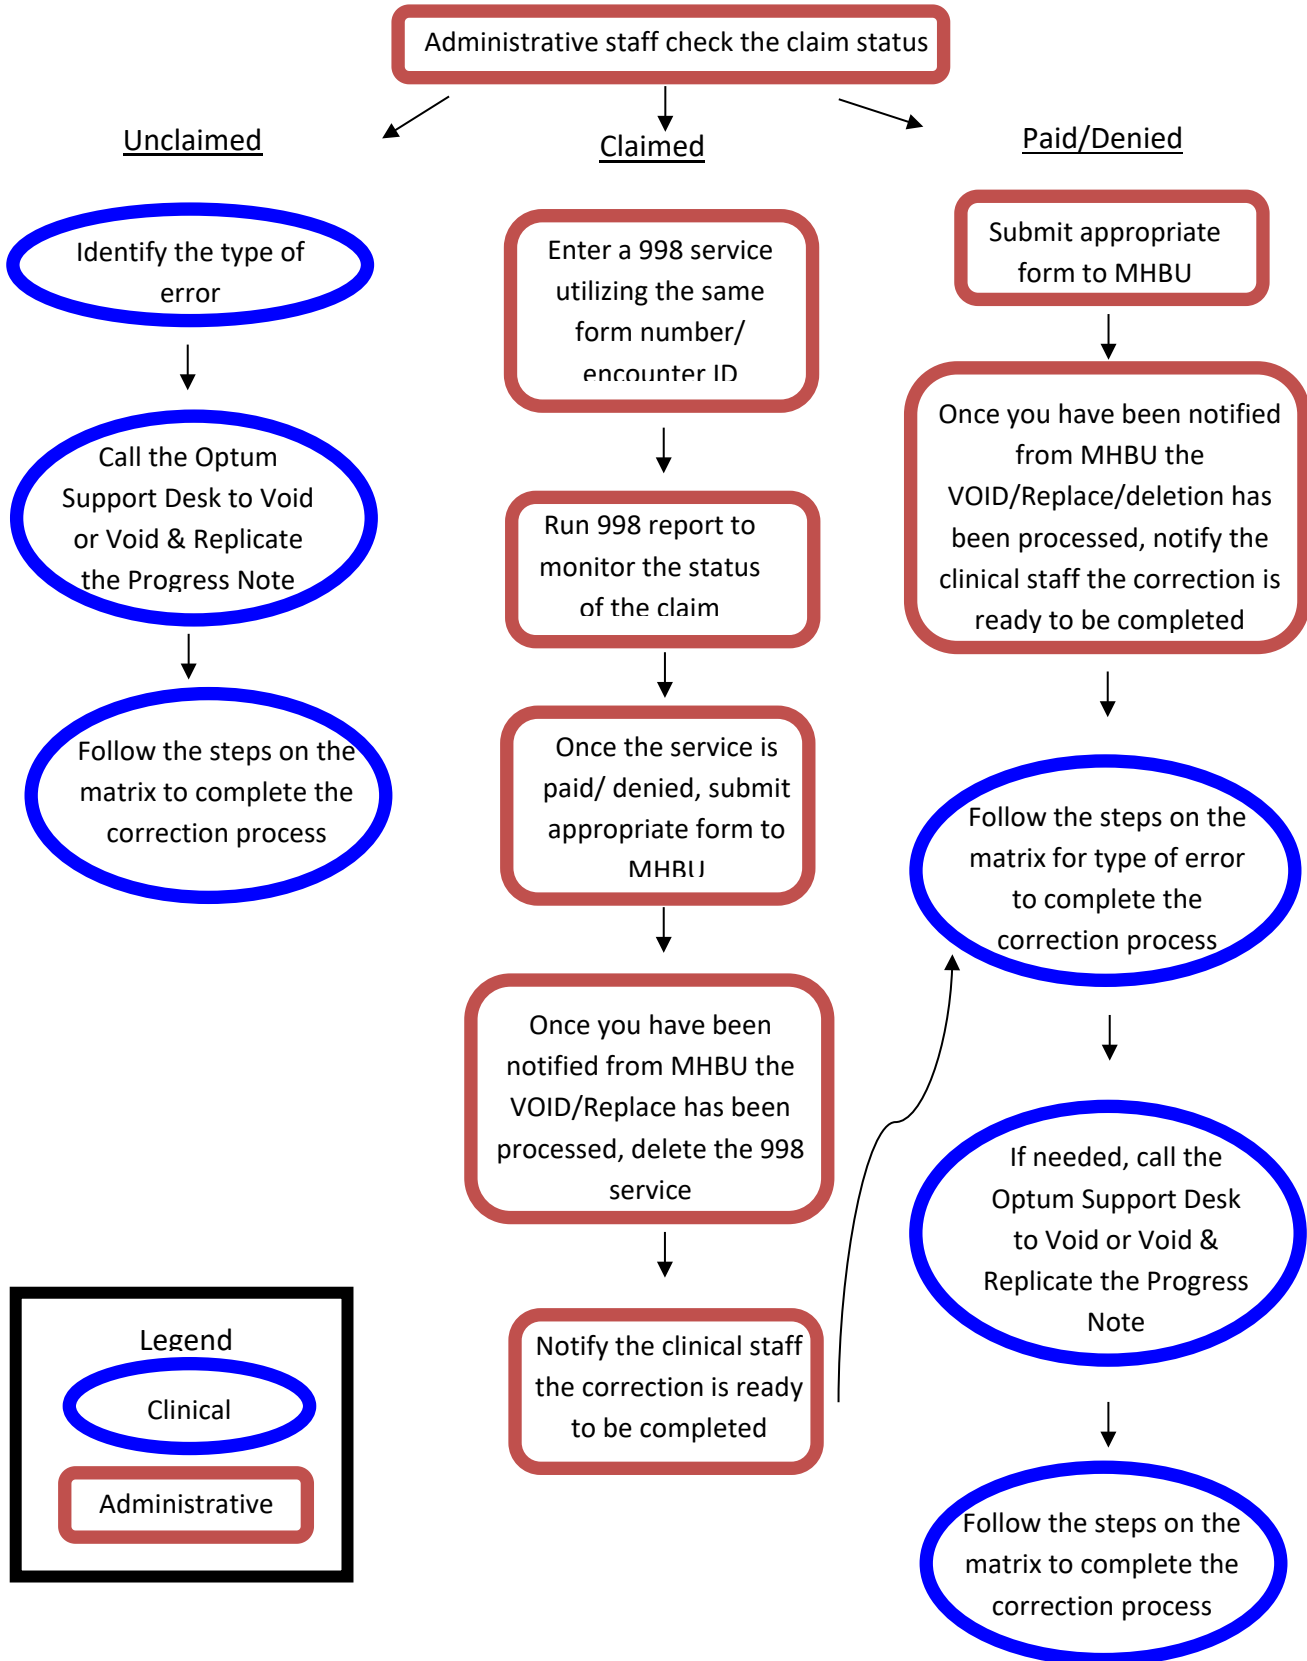 Administrative staff check the claim status
Unclaimed
Identify the type of
error
Call the Optum
Support Desk to Void
or Void & Replicate
the Progress Note
Follow the steps on the
matrix to complete the
correction process
Claimed
Enter a 998 service
utilizing the same
form number/
encounter ID
Run 998 report to
monitor the status
of the claim
Once the service is
paid/ denied, submit
appropriate form to
MHBU
Once you have been
notified from MHBU the
VOID/Replace has been
processed, delete the 998
service
Notify the clinical staff
the correction is ready
to be completed
Paid/Denied
Submit appropriate
form to MHBU
Once you have been notified
from MHBU the
VOID/Replace/deletion has
been processed, notify the
clinical staff the correction is
ready to be completed
Follow the steps on the
matrix for type of error
to complete the
correction process
If needed, call the
Optum Support Desk
to Void or Void &
Replicate the Progress
Note
Follow the steps on the
matrix to complete the
correction process
Legend
Clinical
Administrative